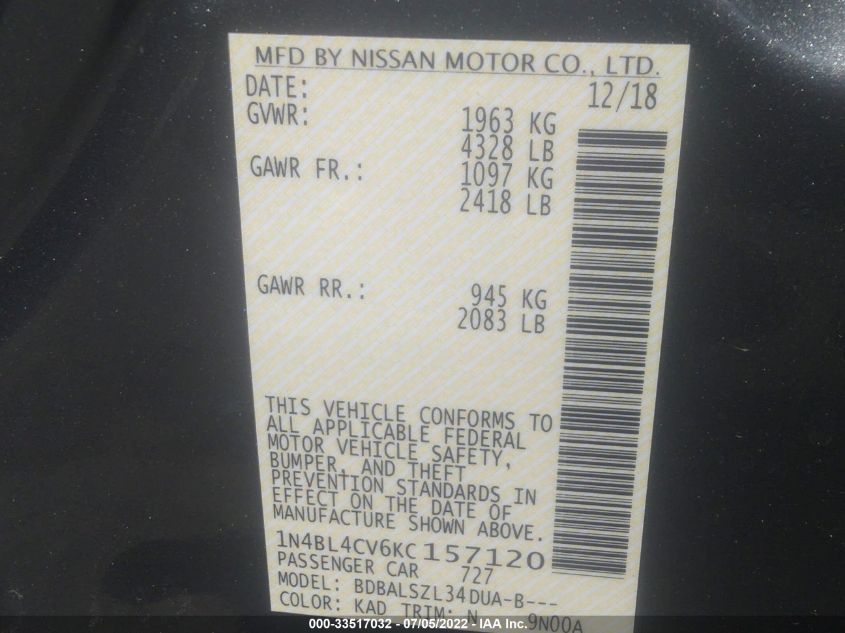 MFD BY NISSAN MOTOR CO., LTD.
DATE: 12/18
GVWR: 1963 KG
4328 LB
GAWR FR.: 1097 KG
2418 LB
GAWR RR.: 945 KG
2083 LB
THIS VEHICLE CONFORMS TO
ALL APPLICABLE FEDERAL
MOTOR VEHICLE SAFETY,
BUMPER, AND THEFT
PREVENTION STANDARDS IN
EFFECT ON THE DATE OF
MANUFACTURE SHOWN ABOVE.
1N4BL4CV6KC157120
PASSENGER CAR 727
MODEL: BDBALSZL34DUA-B---
COLOR: KAD TRIM: N 9N00A
000-33517032 - 07/05/2022 - IAA Inc.